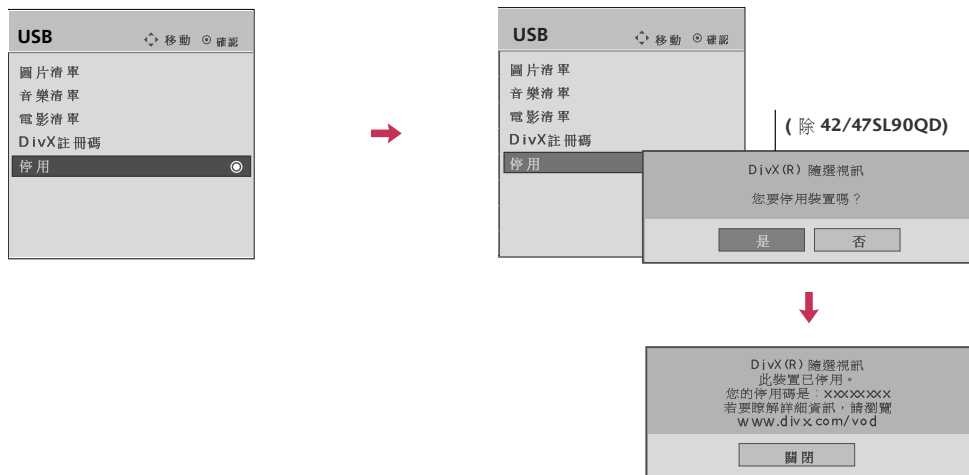 USB 移動 確認
圖片清單
音樂清單
電影清單
DivX註冊碼
停用
USB 移動 確認
圖片清單
音樂清單
電影清單
DivX註冊碼
停用
( 除 42/47SL90QD)
DivX(R) 隨選視訊
您要停用裝置嗎？
是 否
DivX(R) 隨選視訊
此裝置已停用。
您的停用碼是：xxxxxxxx
若要瞭解詳細資訊，請瀏覽
www.divx.com/vod
關閉